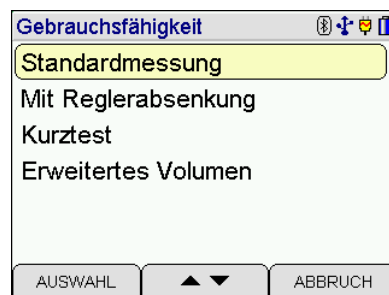 Gebrauchsfähigkeit
Standardmessung
Mit Reglerabsenkung
Kurztest
Erweitertes Volumen
AUSWAHL ▲ ▼ ABBRUCH